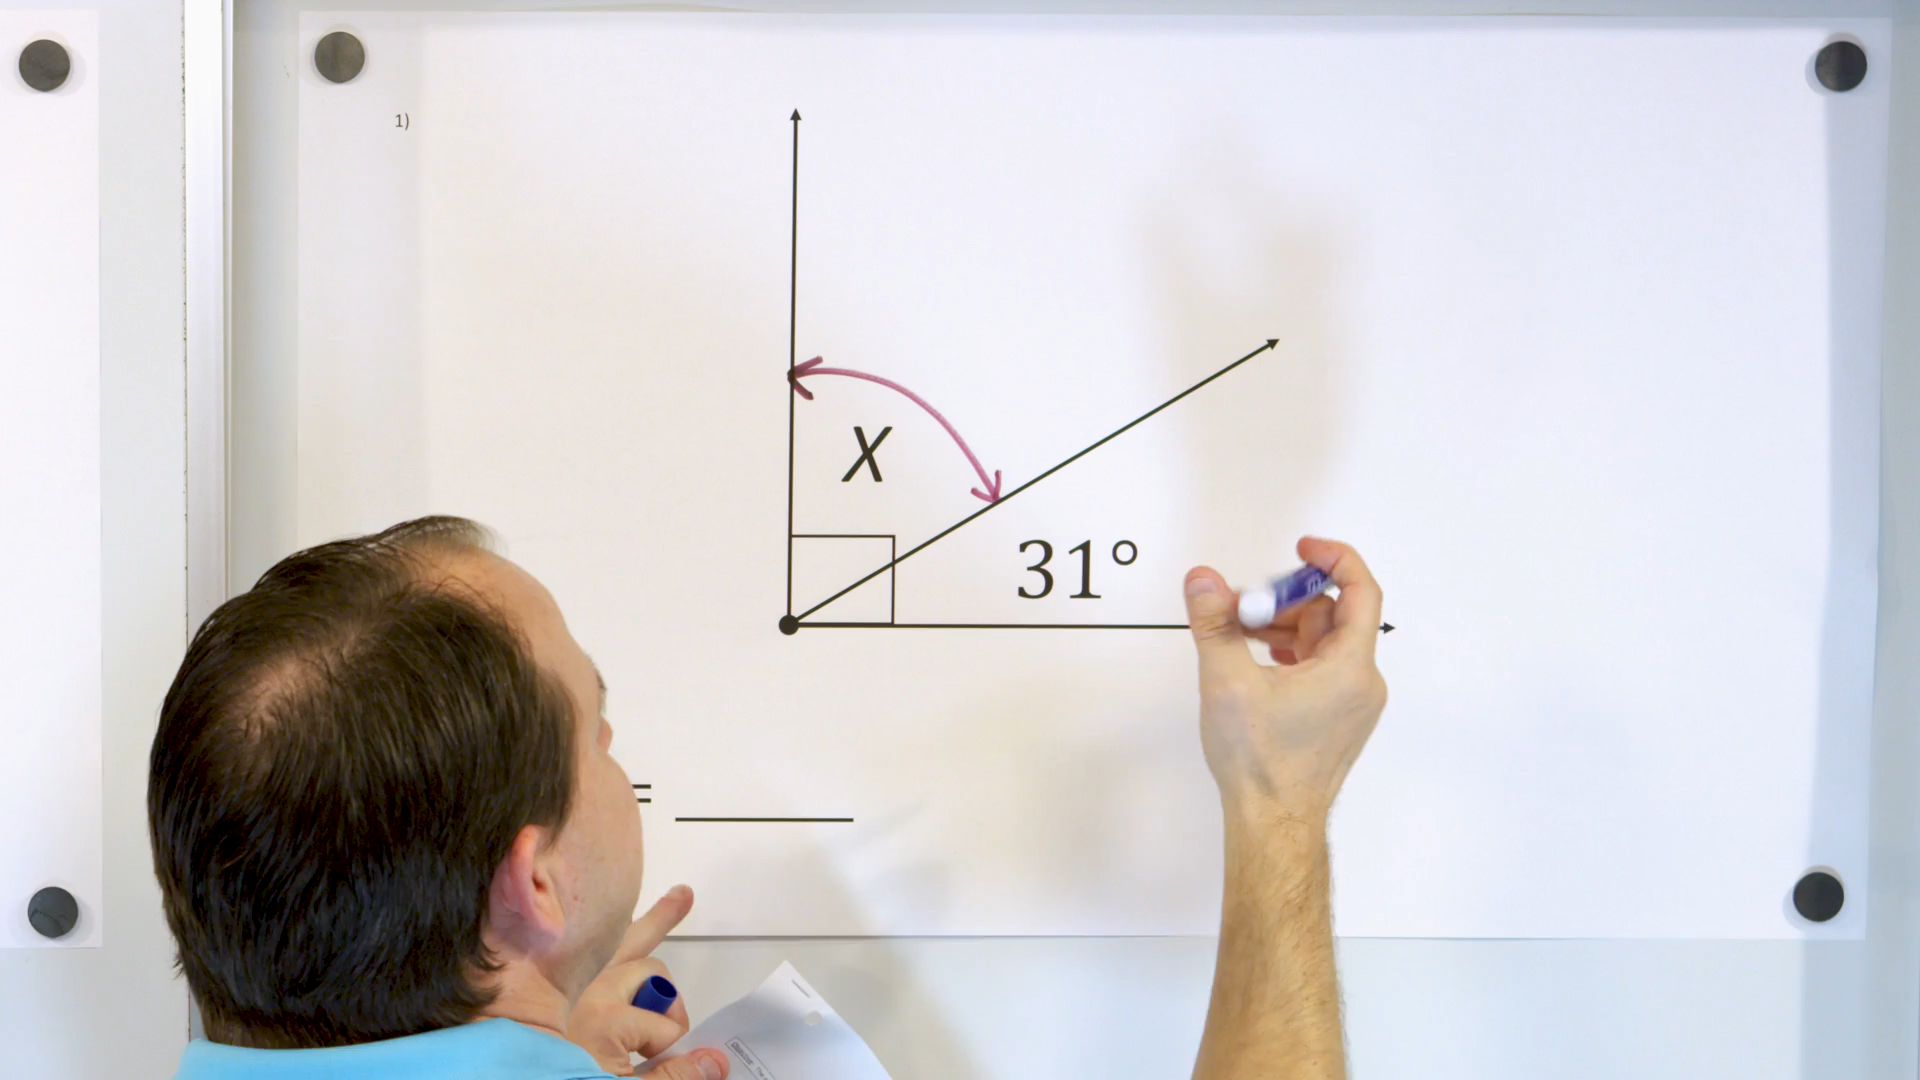 1)
X
31°
=